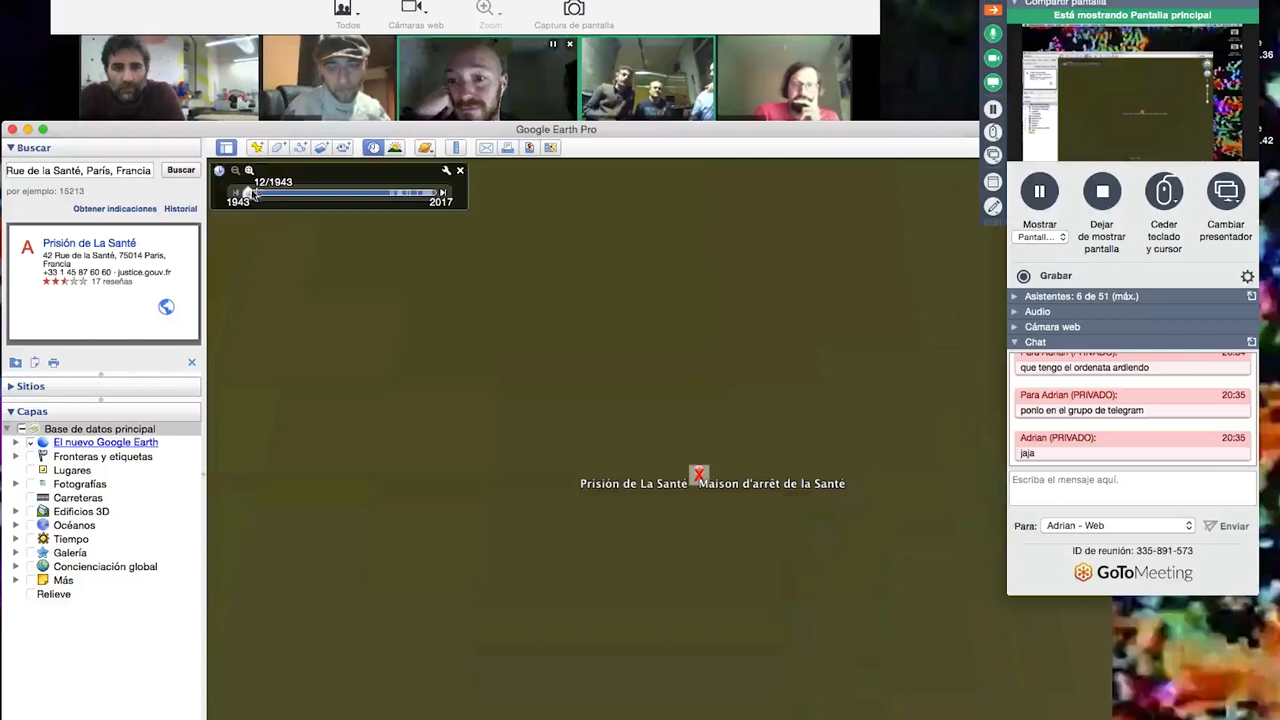 Todos
Cámaras web
Zoom
Captura de pantalla
Google Earth Pro
Buscar
Rue de la Santé, París, Francia
Buscar
por ejemplo: 15213
Obtener indicaciones
Historial
A
Prisión de La Santé
42 Rue de la Santé, 75014 Paris,
Francia
+33 1 45 87 60 60 · justice.gouv.fr
17 reseñas
Sitios
Capas
Base de datos principal
El nuevo Google Earth
Fronteras y etiquetas
Lugares
Fotografías
Carreteras
Edificios 3D
Océanos
Tiempo
Galería
Concienciación global
Más
Relieve
12/1943
1943
2017
Prisión de La Santé
Maison d'arrêt de la Santé
Compartir pantalla
Está mostrando Pantalla principal
Mostrar
Pantall...
Dejar
de mostrar
pantalla
Ceder
teclado
y cursor
Cambiar
presentador
Grabar
Asistentes: 6 de 51 (máx.)
Audio
Cámara web
Chat
Para Adrian (PRIVADO):
20:34
que tengo el ordenata ardiendo
Para Adrian (PRIVADO):
20:35
ponlo en el grupo de telegram
Adrian (PRIVADO):
20:35
jaja
Escriba el mensaje aquí.
Para:
Adrian - Web
Enviar
ID de reunión: 335-891-573
GoToMeeting